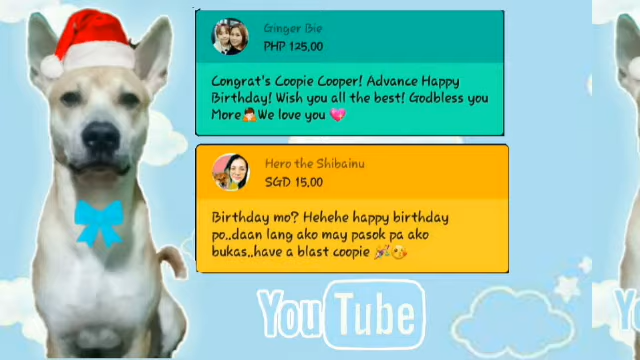 Ginger Bie
PHP 125.00
Congrat's Coopie Cooper! Advance Happy
Birthday! Wish you all the best! Godbless you
More🙇🏻We love you 💖
Hero the Shibainu
SGD 15.00
Birthday mo? Hehehe happy birthday
po..daan lang ako may pasok pa ako
bukas..have a blast coopie 🎉🥳
YouTube
Yo